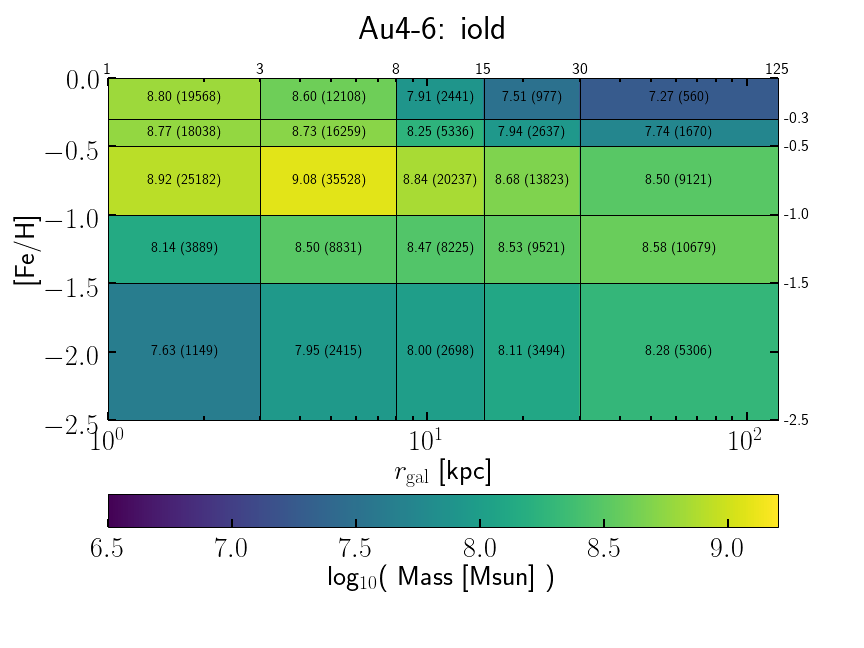 Au4-6: iold
1 3 8 15 30 125
0.0
8.80 (19568) 8.60 (12108) 7.91 (2441) 7.51 (977) 7.27 (560)
-0.3
8.77 (18038) 8.73 (16259) 8.25 (5336) 7.94 (2637) 7.74 (1670)
−0.5 -0.5
8.92 (25182) 9.08 (35528) 8.84 (20237) 8.68 (13823) 8.50 (9121)
−1.0 -1.0
[Fe/H]
8.14 (3889) 8.50 (8831) 8.47 (8225) 8.53 (9521) 8.58 (10679)
−1.5 -1.5
7.63 (1149) 7.95 (2415) 8.00 (2698) 8.11 (3494) 8.28 (5306)
−2.0
−2.5 -2.5
10⁰ 10¹ 10²
r_gal [kpc]
6.5 7.0 7.5 8.0 8.5 9.0
log₁₀( Mass [Msun] )